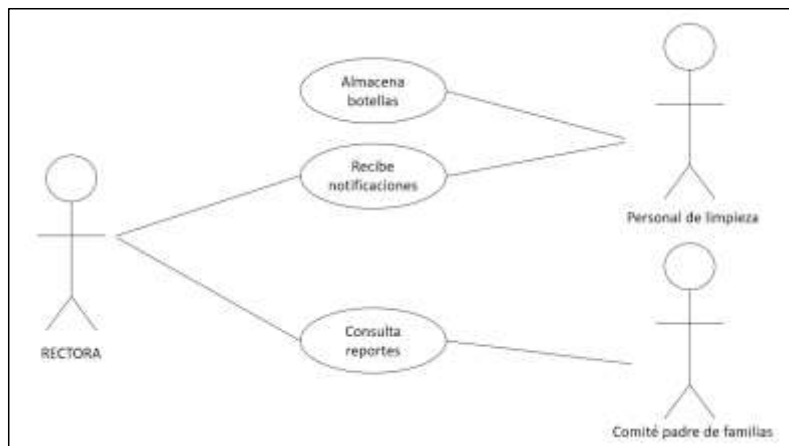 Almacena
botellas
Recibe
notificaciones
Personal de limpieza
Consulta
reportes
RECTORA
Comité padre de familias